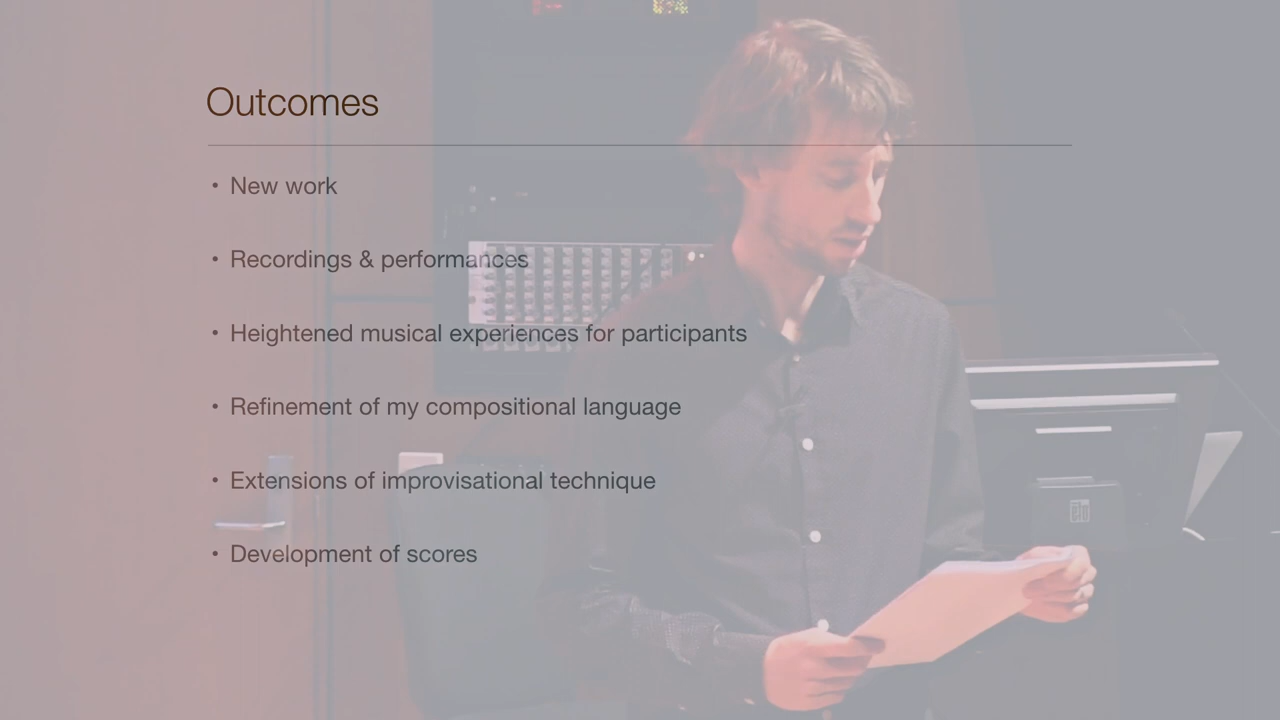 Outcomes
• New work
• Recordings & performances
• Heightened musical experiences for participants
• Refinement of my compositional language
• Extensions of improvisational technique
• Development of scores
elo